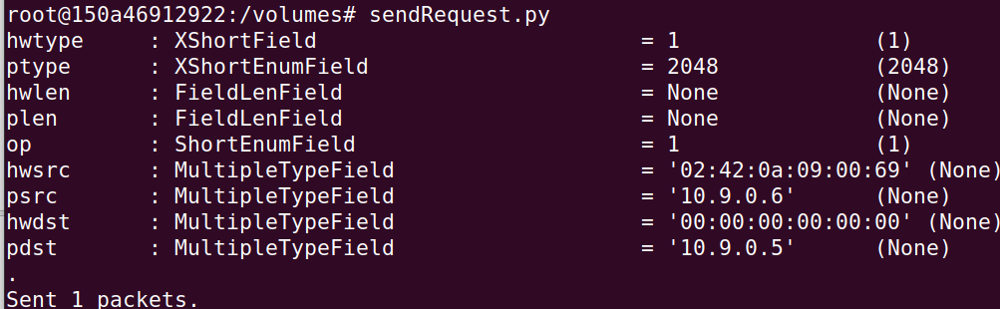 root@150a46912922:/volumes# sendRequest.py
hwtype     : XShortField                         = 1               (1)
ptype      : XShortEnumField                     = 2048            (2048)
hwlen      : FieldLenField                       = None            (None)
plen       : FieldLenField                       = None            (None)
op         : ShortEnumField                      = 1               (1)
hwsrc      : MultipleTypeField                   = '02:42:0a:09:00:69' (None)
psrc       : MultipleTypeField                   = '10.9.0.6'      (None)
hwdst      : MultipleTypeField                   = '00:00:00:00:00:00' (None)
pdst       : MultipleTypeField                   = '10.9.0.5'      (None)
.
Sent 1 packets.